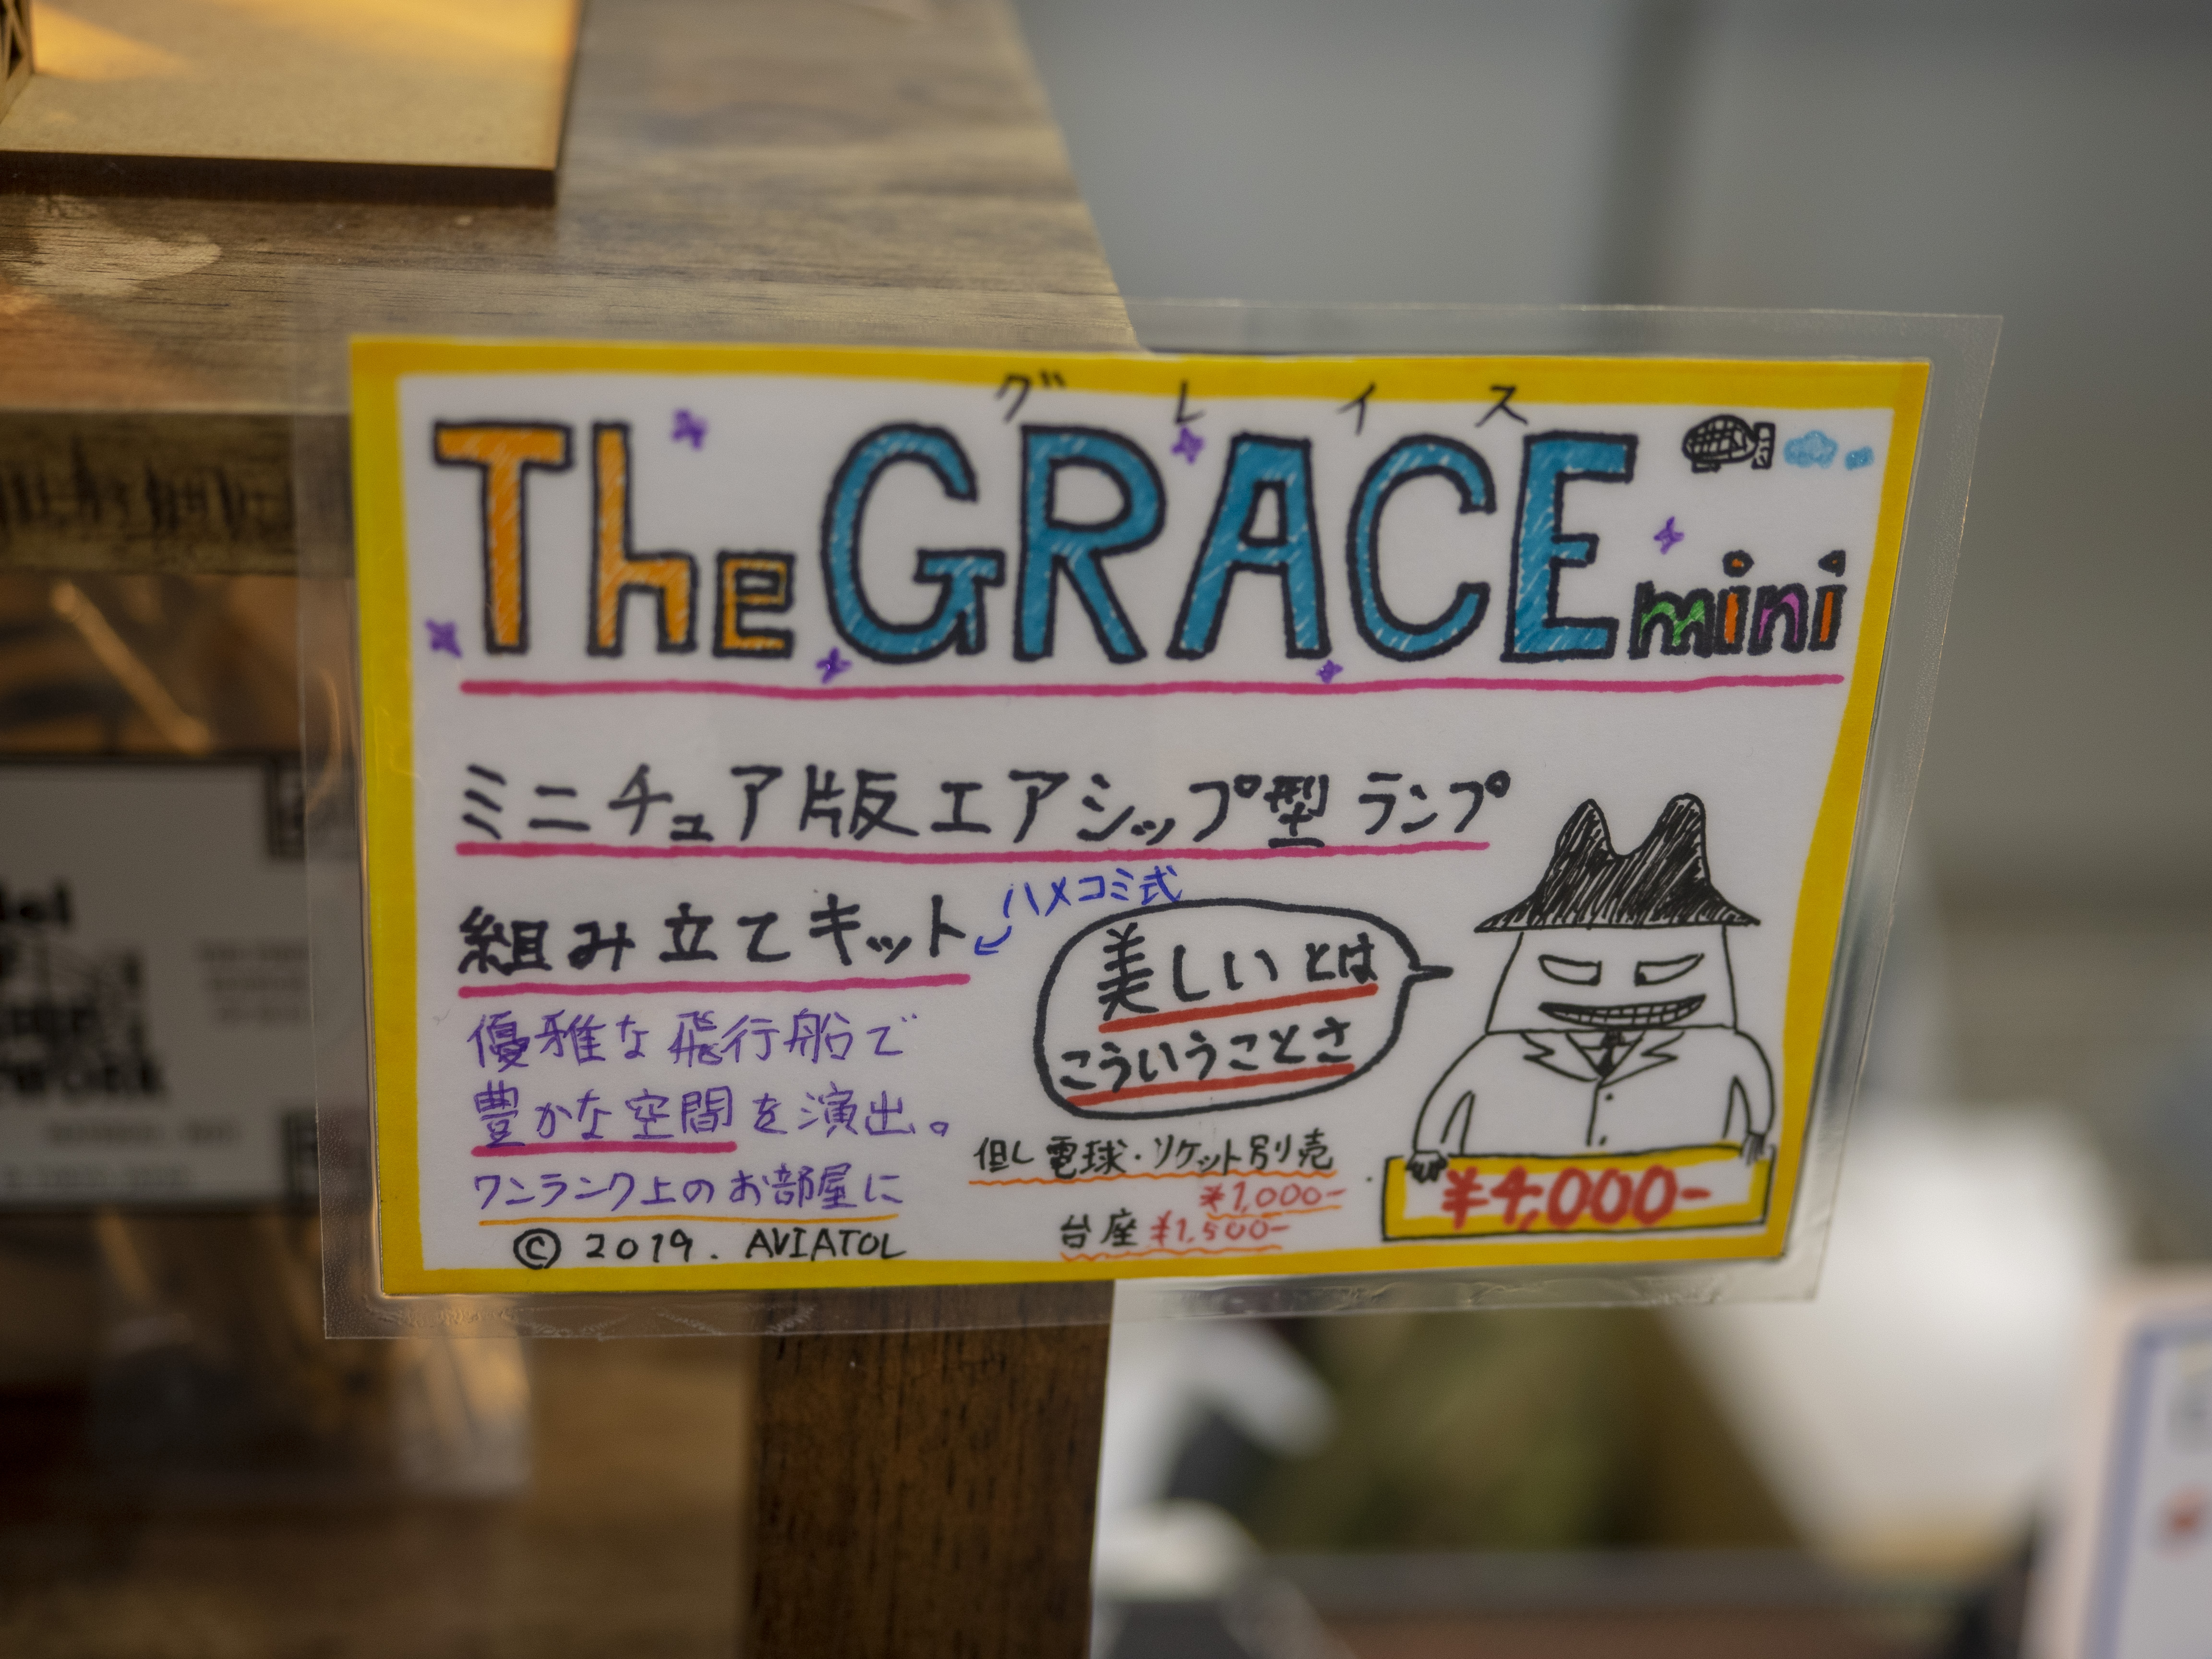 グレイス
The GRACE mini
ミニチュア版エアシップ型ランプ
組み立てキット
ハメコミ式
美しいとは
こういうことさ
優雅な飛行船で
豊かな空間を演出。
ワンランク上のお部屋に
© 2019. AVIATOL
但し電球・ソケット別売
¥1,000-
台座 ¥1,500-
¥4,000-